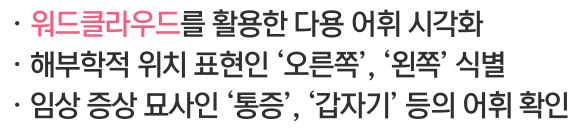 · 워드클라우드를 활용한 다용 어휘 시각화
· 해부학적 위치 표현인 ‘오른쪽’, ‘왼쪽’ 식별
· 임상 증상 묘사인 ‘통증’, ‘갑자기’ 등의 어휘 확인